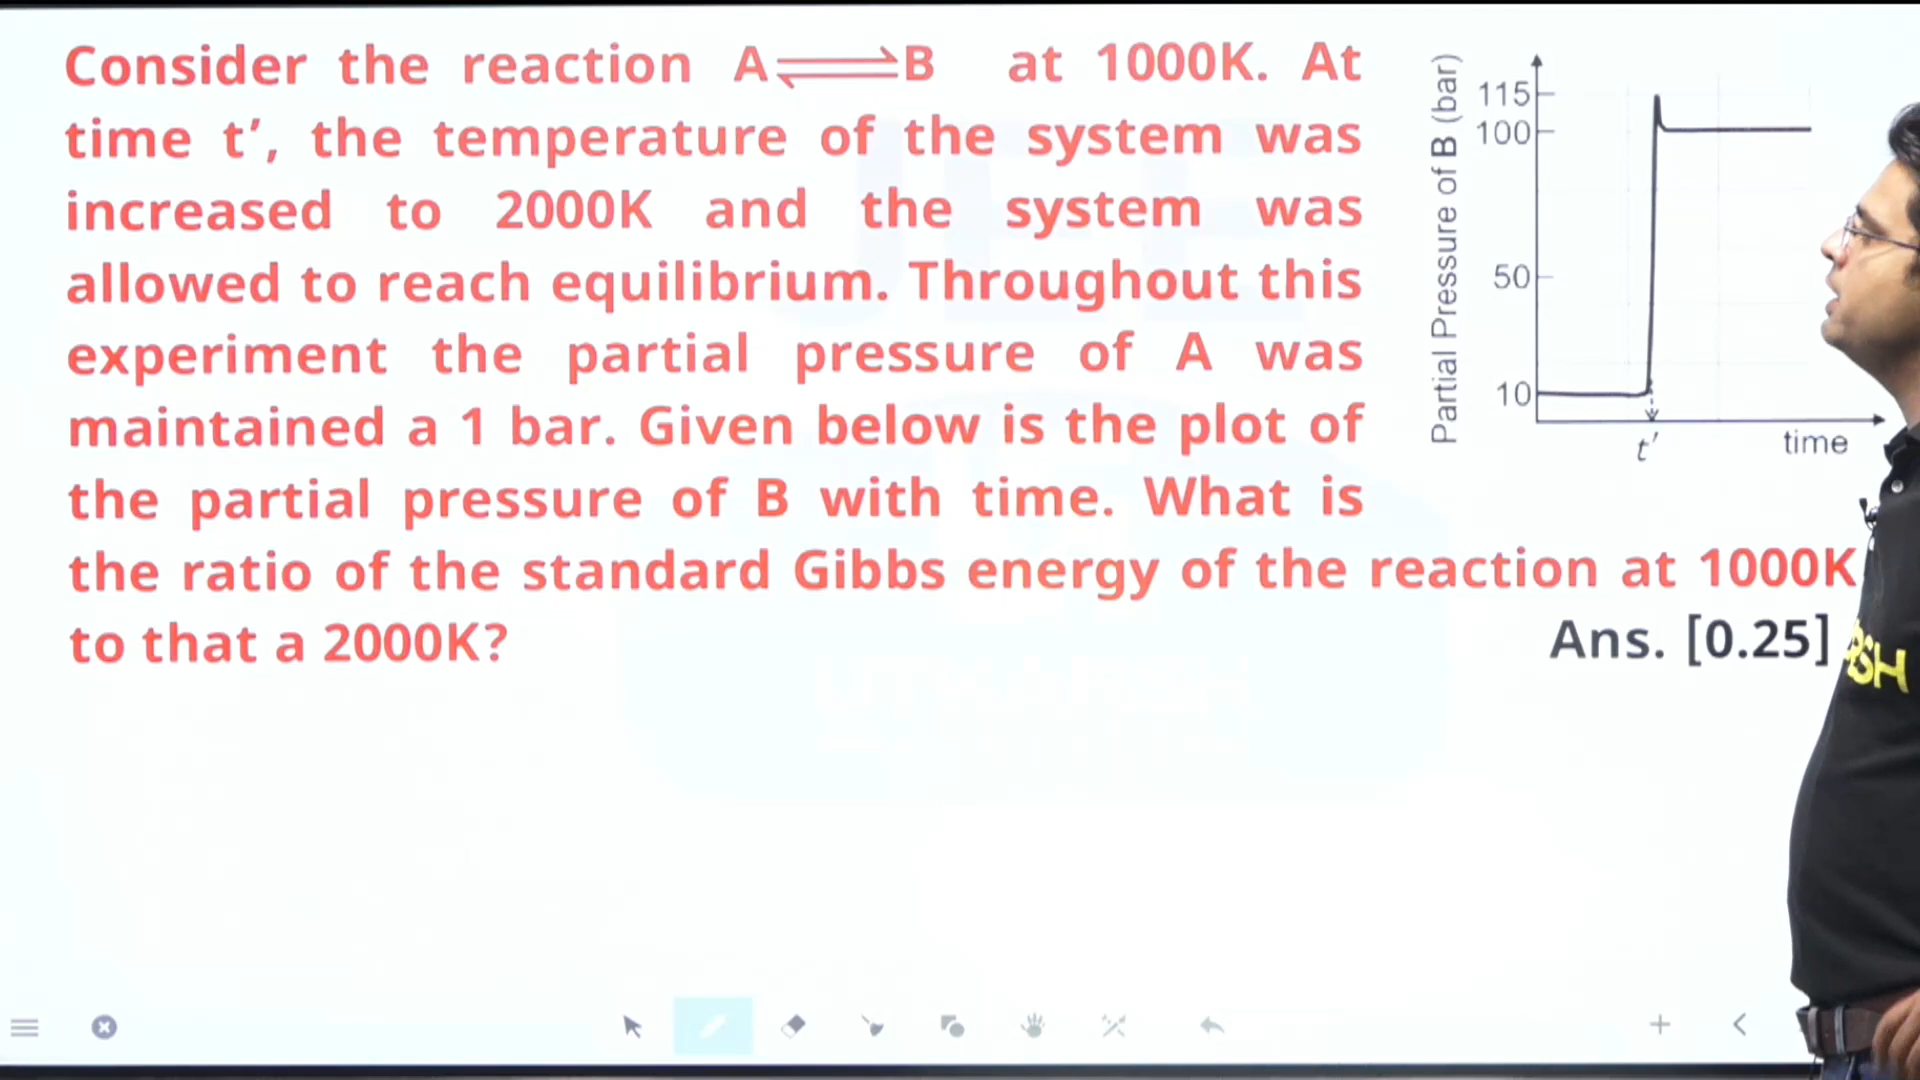 Consider the reaction A⇌B at 1000K. At
time t′, the temperature of the system was
increased to 2000K and the system was
allowed to reach equilibrium. Throughout this
experiment the partial pressure of A was
maintained a 1 bar. Given below is the plot of
the partial pressure of B with time. What is
the ratio of the standard Gibbs energy of the reaction at 1000K
to that a 2000K?
Ans. [0.25]
Partial Pressure of B (bar)
115
100
50
10
t′
time